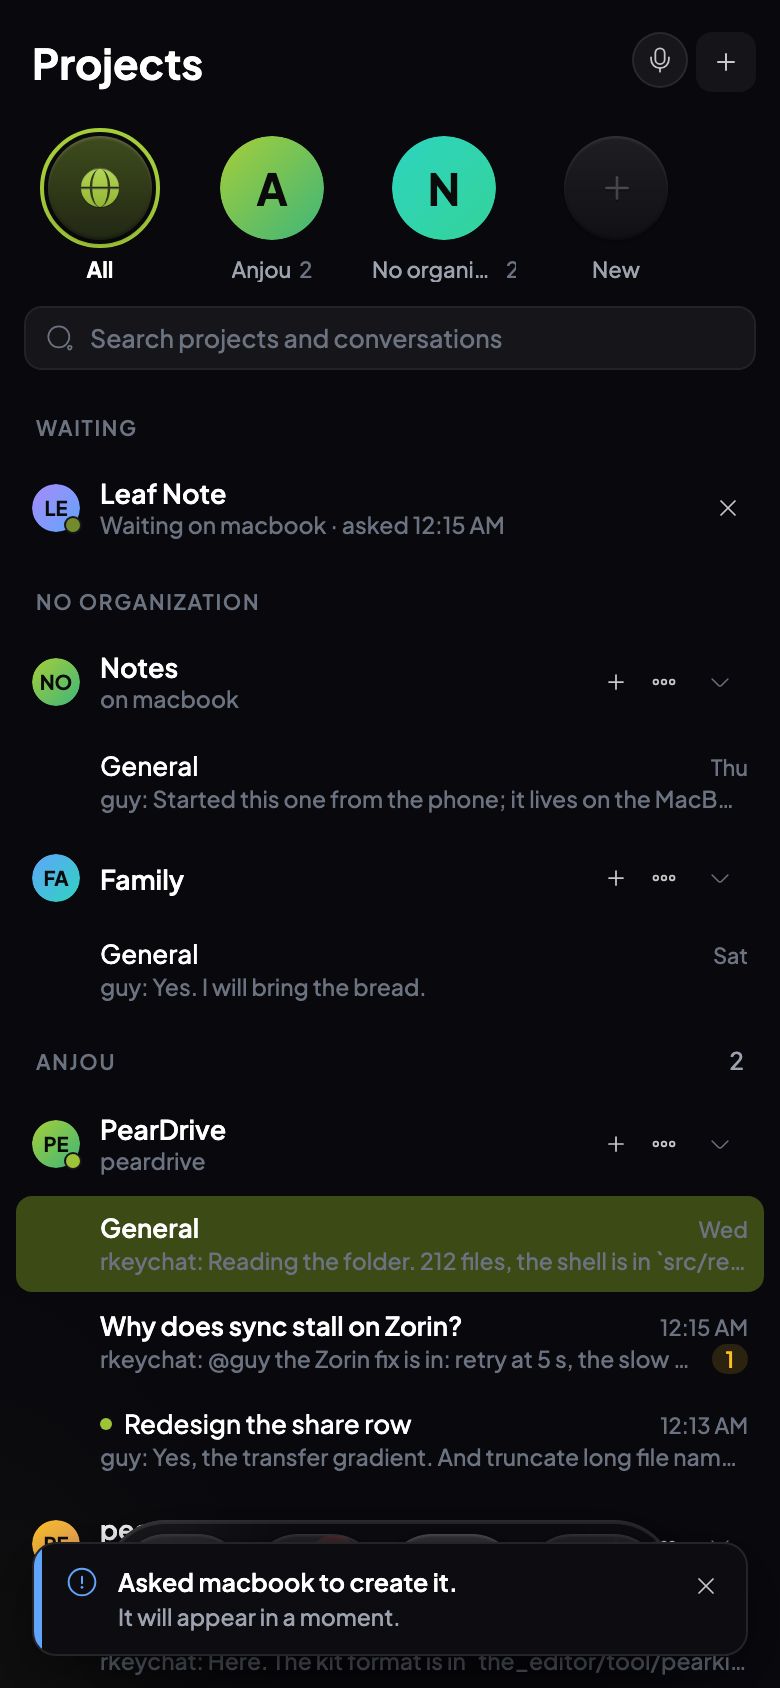 Projects
A
N
All
Anjou 2
No organi... 2
New
Search projects and conversations
WAITING
LE
Leaf Note
Waiting on macbook · asked 12:15 AM
NO ORGANIZATION
NO
Notes
on macbook
General
Thu
guy: Started this one from the phone; it lives on the MacB...
FA
Family
General
Sat
guy: Yes. I will bring the bread.
ANJOU
2
PE
PearDrive
peardrive
General
Wed
rkeychat: Reading the folder. 212 files, the shell is in `src/re...
Why does sync stall on Zorin?
12:15 AM
rkeychat: @guy the Zorin fix is in: retry at 5 s, the slow ...
1
Redesign the share row
12:13 AM
guy: Yes, the transfer gradient. And truncate long file nam...
Asked macbook to create it.
It will appear in a moment.
rkeychat: Here. The kit format is in `the_editor/tool/pearki...